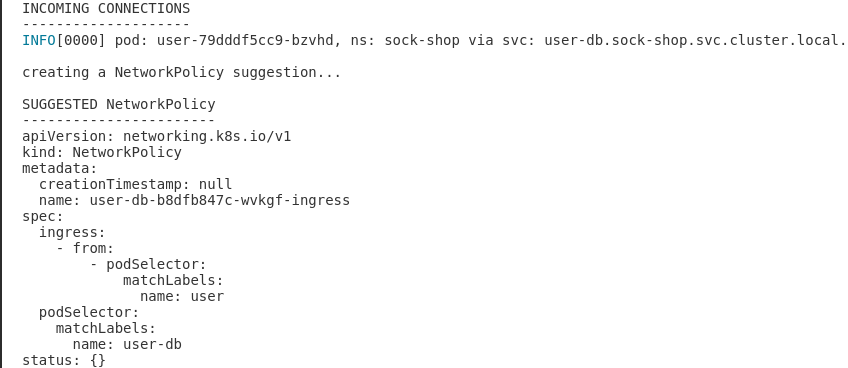 INCOMING CONNECTIONS
--------------------
INFO[0000] pod: user-79dddf5cc9-bzvhd, ns: sock-shop via svc: user-db.sock-shop.svc.cluster.local.
creating a NetworkPolicy suggestion...
SUGGESTED NetworkPolicy
-----------------------
apiVersion: networking.k8s.io/v1
kind: NetworkPolicy
metadata:
  creationTimestamp: null
  name: user-db-b8dfb847c-wvkgf-ingress
spec:
  ingress:
    - from:
        - podSelector:
            matchLabels:
              name: user
  podSelector:
    matchLabels:
      name: user-db
status: {}